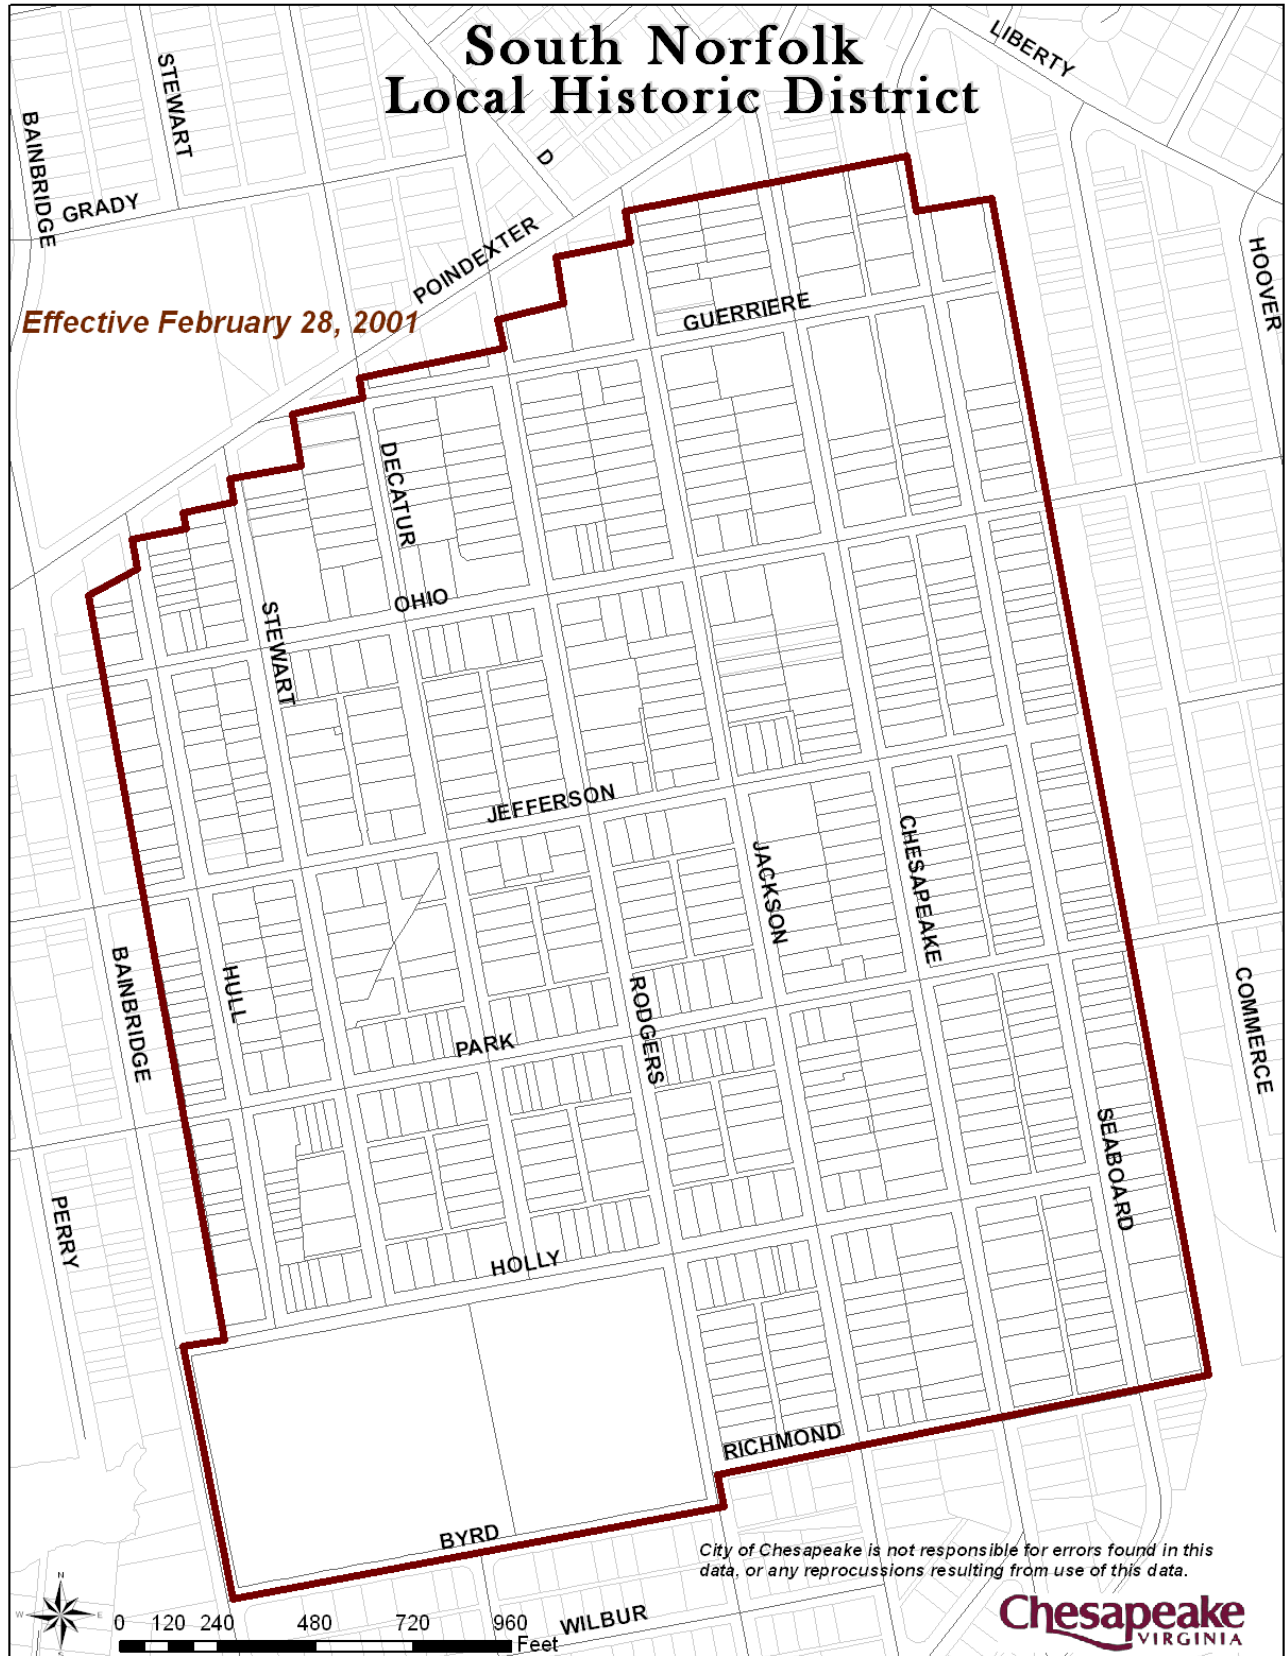 South Norfolk
Local Historic District
LIBERTY
STEWART
BAINBRIDGE
D
GRADY
POINDEXTER
HOOVER
GUERRIERE
Effective February 28, 2001
DECATUR
OHIO
STEWART
JEFFERSON
JACKSON
CHESAPEAKE
BAINBRIDGE
HULL
RODGERS
COMMERCE
PARK
SEABOARD
PERRY
HOLLY
RICHMOND
BYRD
City of Chesapeake is not responsible for errors found in this
data, or any reprocussions resulting from use of this data.
N
W
E
S
0 120 240 480 720 960
Feet
WILBUR
Chesapeake
VIRGINIA